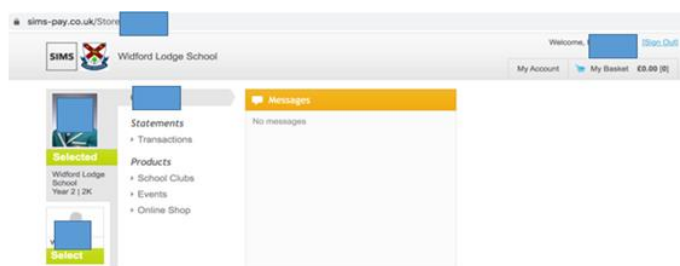 sims-pay.co.uk/Store
Welcome,
[Sign Out]
SIMS
Widford Lodge School
My Account
My Basket £0.00 [0]
Messages
No messages
Statements
Transactions
Products
School Clubs
Events
Online Shop
Selected
Widford Lodge
School
Year 2 | 2K
Select